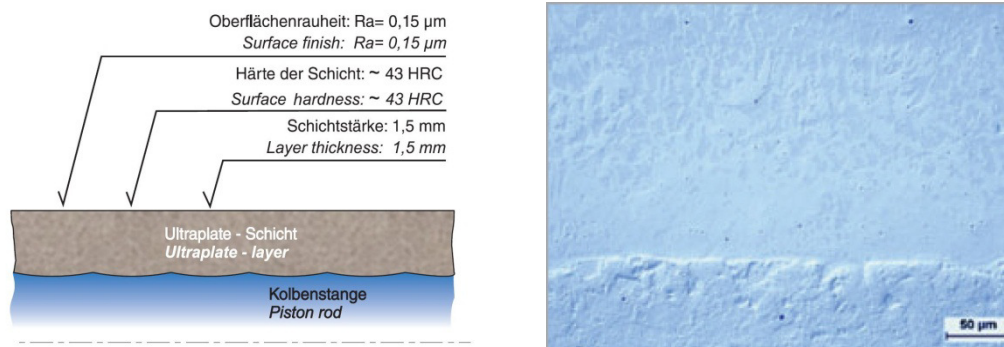 Oberflächenrauheit: Ra= 0,15 µm
Surface finish: Ra= 0,15 µm
Härte der Schicht: ~ 43 HRC
Surface hardness: ~ 43 HRC
Schichtstärke: 1,5 mm
Layer thickness: 1,5 mm
Ultraplate - Schicht
Ultraplate - layer
Kolbenstange
Piston rod
50 µm